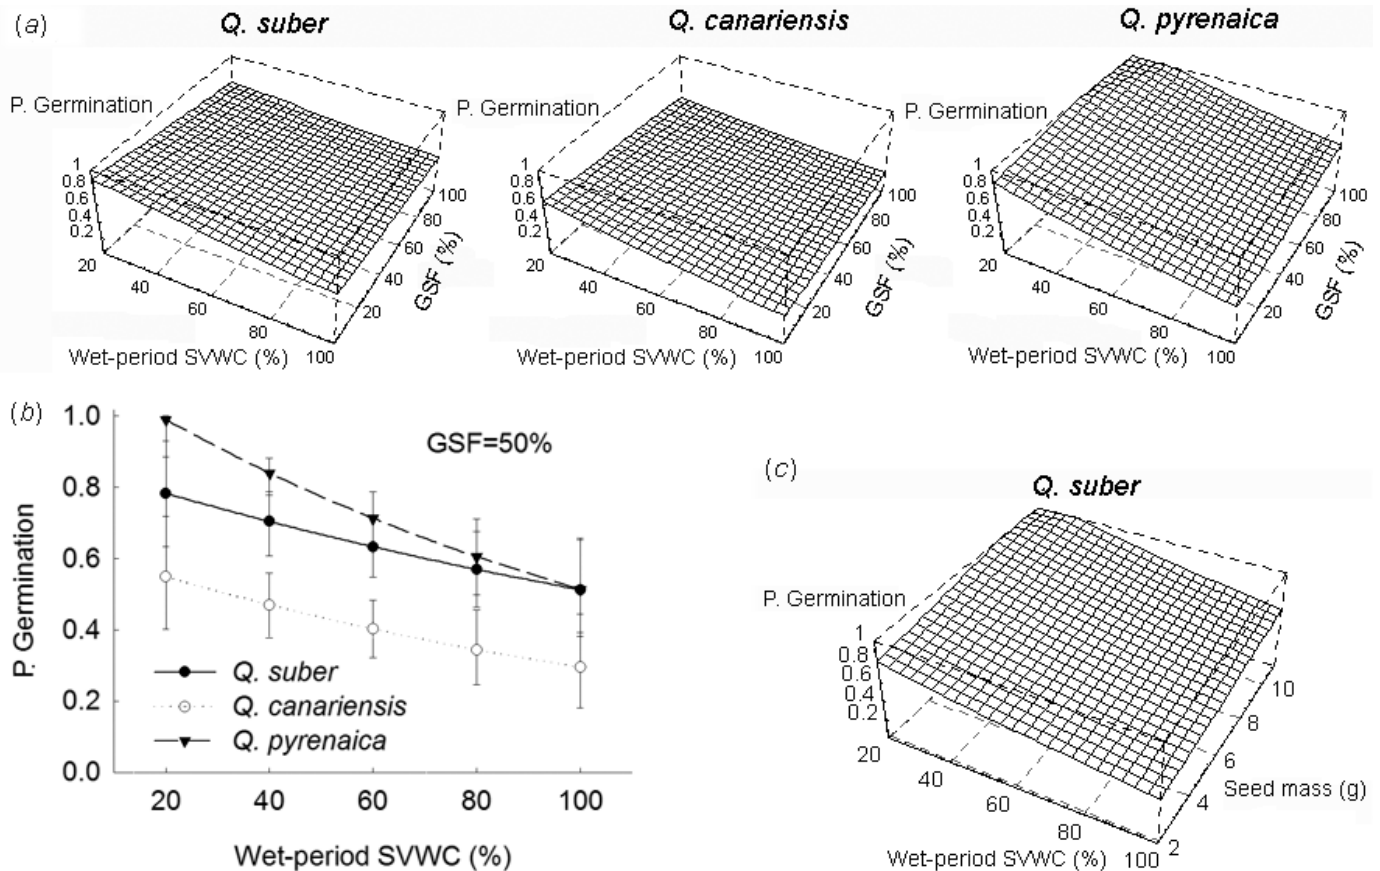 (a)
Q. suber
Q. canariensis
Q. pyrenaica
P. Germination
1
0.8
0.6
0.4
0.2
20
40
60
80
100
Wet-period SVWC (%)
20
40
60
80
100
GSF (%)
P. Germination
1
0.8
0.6
0.4
0.2
20
40
60
80
100
Wet-period SVWC (%)
20
40
60
80
100
GSF (%)
P. Germination
1
0.8
0.6
0.4
0.2
20
40
60
80
100
Wet-period SVWC (%)
20
40
60
80
100
GSF (%)
(b)
GSF=50%
P. Germination
1.0
0.8
0.6
0.4
0.2
0.0
Q. suber
Q. canariensis
Q. pyrenaica
20 40 60 80 100
Wet-period SVWC (%)
(c)
Q. suber
P. Germination
1
0.8
0.6
0.4
0.2
20
40
60
80
100
Wet-period SVWC (%)
2
4
6
8
10
Seed mass (g)